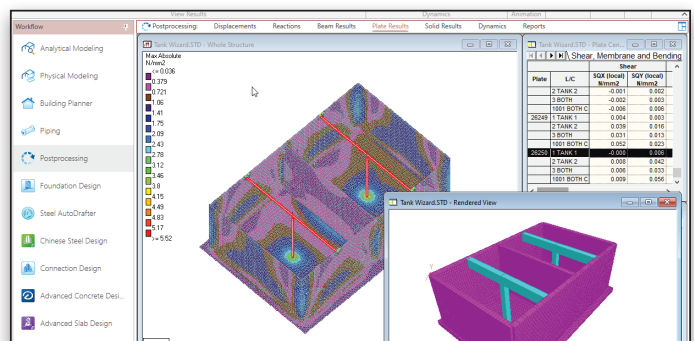 View Results
Dynamics
Animation
Workflow
Postprocessing:
Displacements
Reactions
Beam Results
Plate Results
Solid Results
Dynamics
Reports
Analytical Modeling
Physical Modeling
Building Planner
Piping
Postprocessing
Foundation Design
Steel AutoDrafter
Chinese Steel Design
Connection Design
Advanced Concrete Desi...
Advanced Slab Design
Tank Wizard.STD - Whole Structure
Max Absolute
N/mm2
<= 0.036
0.379
0.721
1.06
1.41
1.75
2.09
2.43
2.78
3.12
3.46
3.8
4.15
4.49
4.83
5.17
>= 5.52
Tank Wizard.STD - Plate Cen...
Shear, Membrane and Bending
Shear
Plate L/C SQX (local) N/mm2 SQY (local) N/mm2
2 TANK 2 -0.001 0.002
3 BOTH -0.002 0.003
1001 BOTH C -0.006 0.006
26249 1 TANK 1 0.004 0.003
2 TANK 2 0.039 0.016
3 BOTH 0.031 0.013
1001 BOTH C 0.052 0.023
26250 1 TANK 1 -0.000 0.006
2 TANK 2 0.008 0.042
3 BOTH 0.006 0.033
1001 BOTH C 0.009 0.056
Tank Wizard.STD - Rendered View
Y